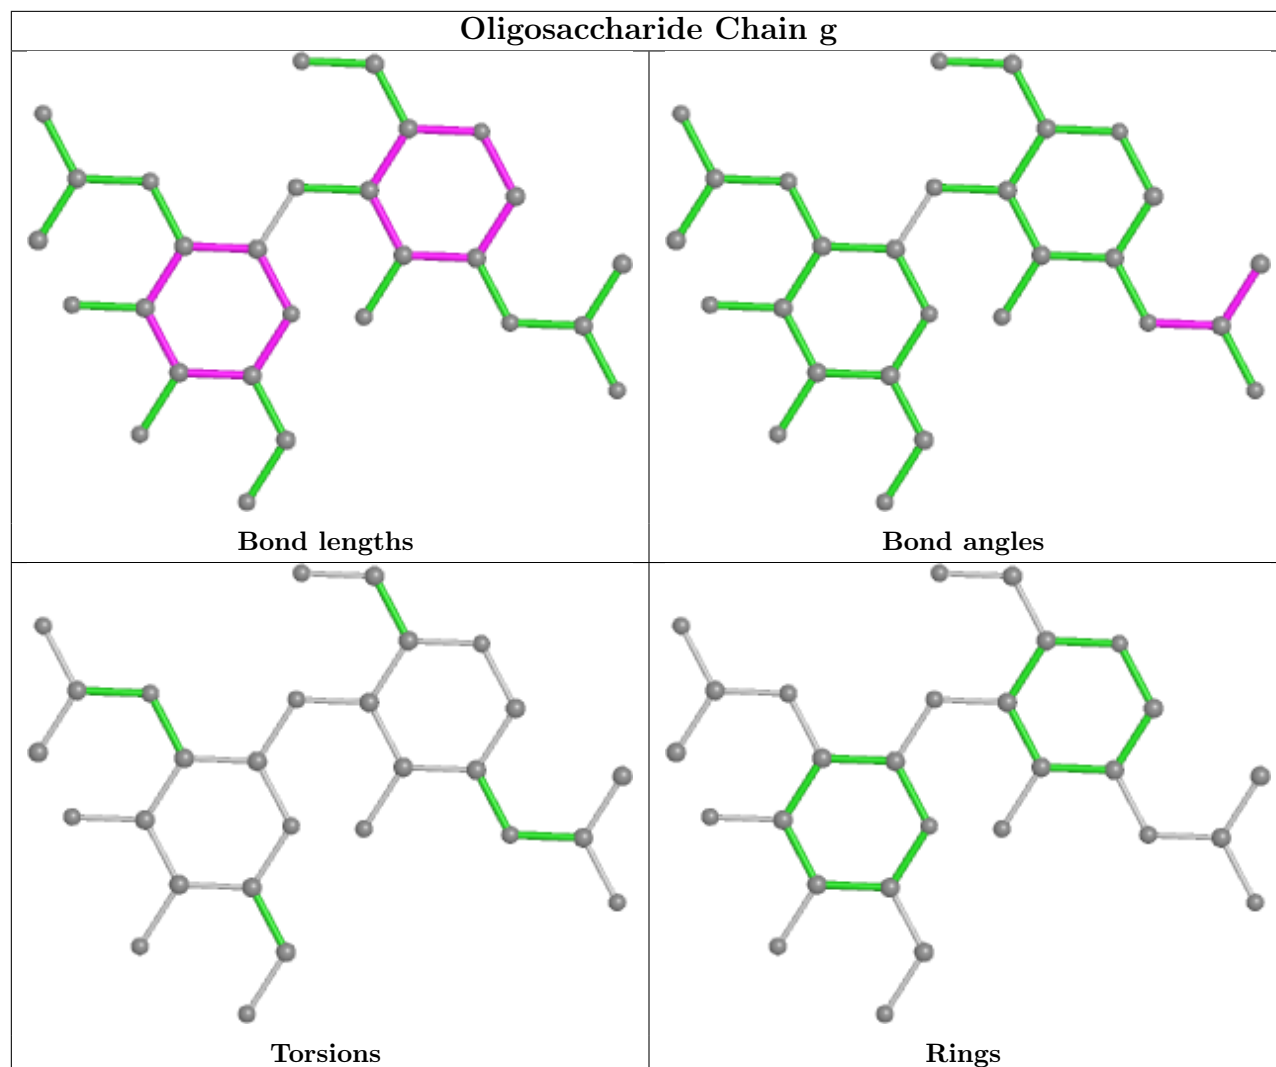 Oligosaccharide Chain g
Bond lengths
Bond angles
Torsions
Rings